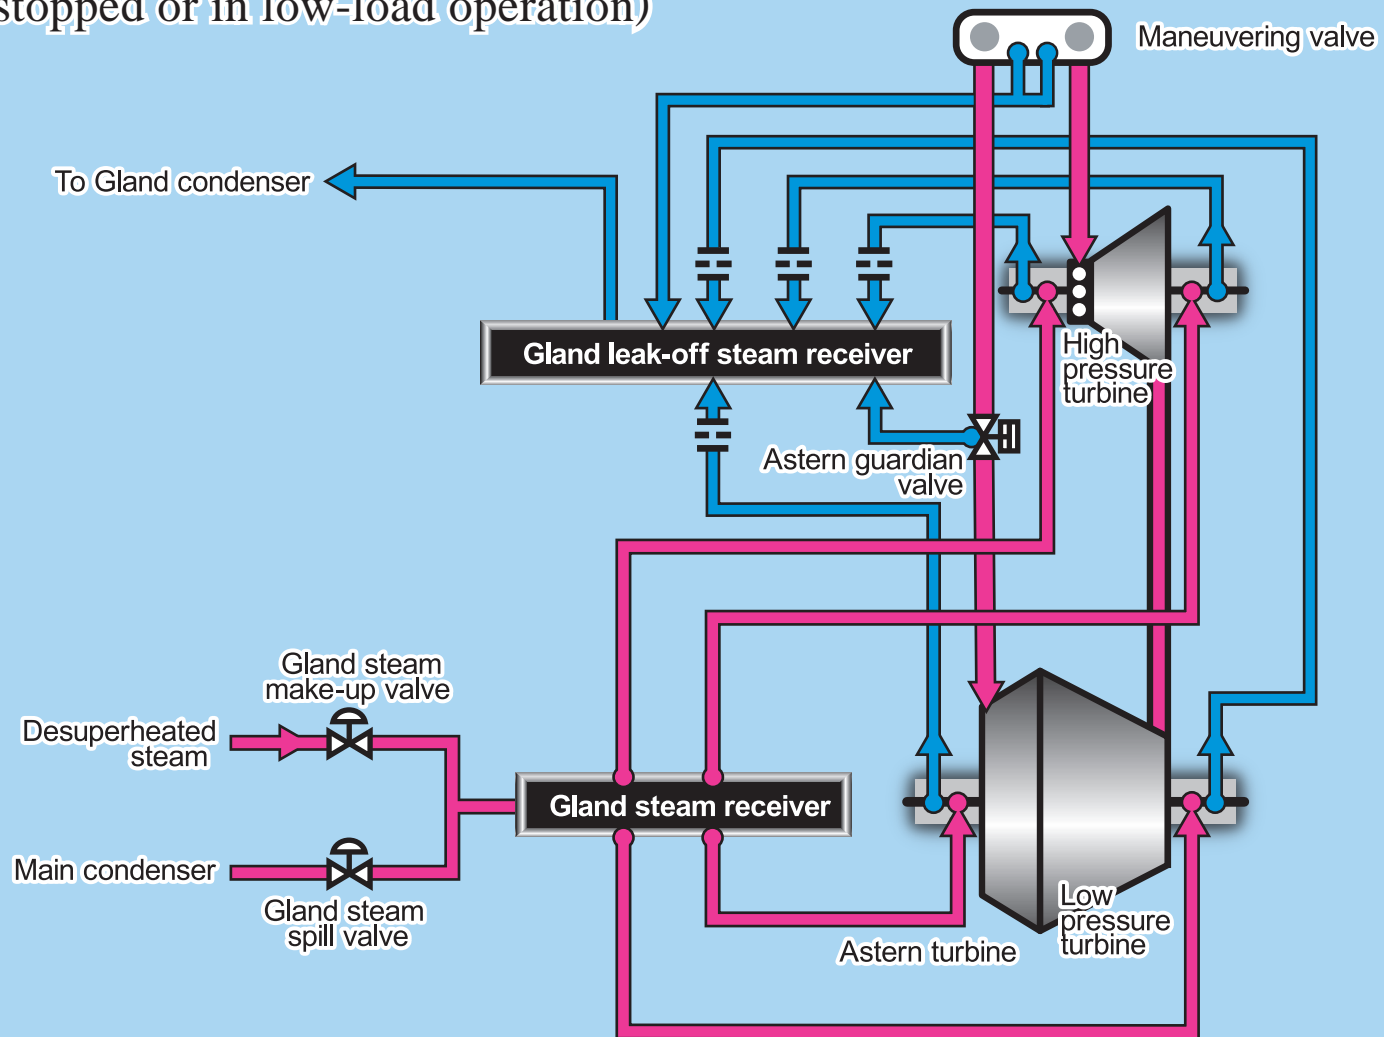 stopped or in low-load operation)
Maneuvering valve
To Gland condenser
Gland leak-off steam receiver
High
pressure
turbine
Astern guardian
valve
Gland steam
make-up valve
Desuperheated
steam
Gland steam receiver
Main condenser
Gland steam
spill valve
Low
pressure
turbine
Astern turbine